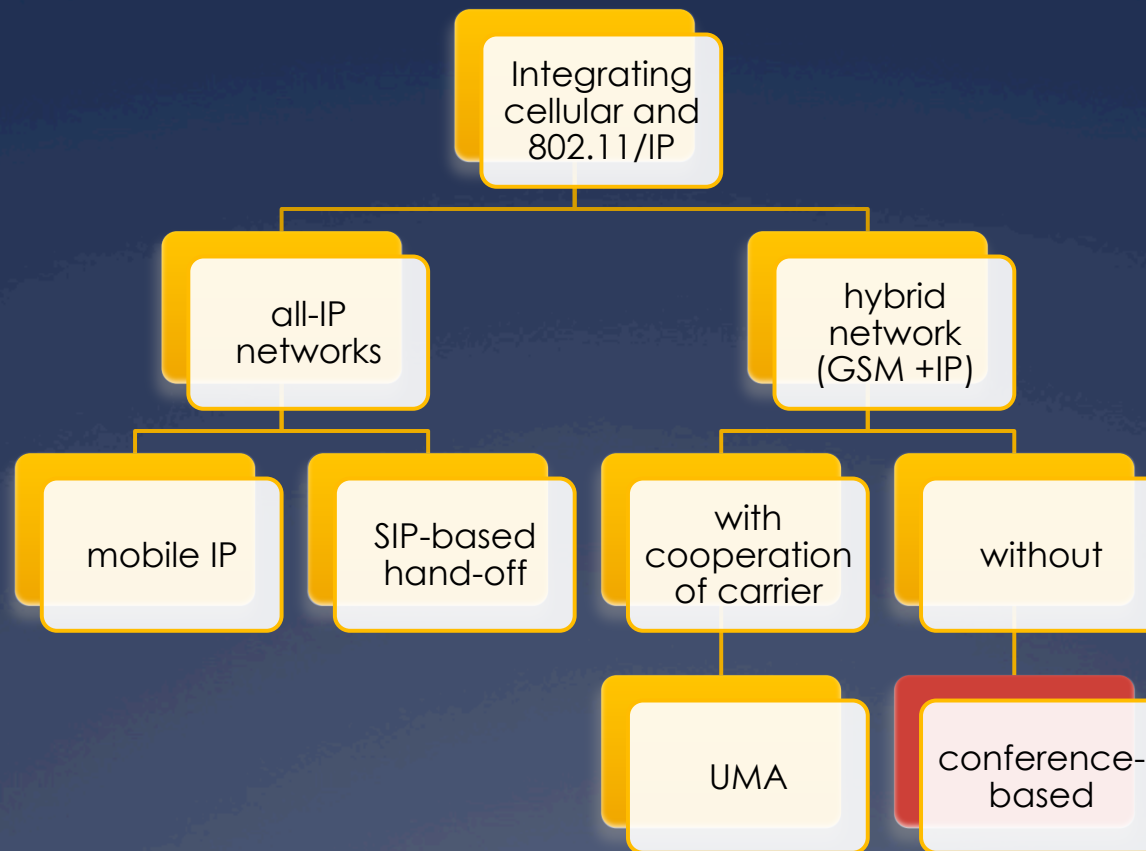 Integrating
cellular and
802.11/IP
all-IP
networks
hybrid
network
(GSM +IP)
mobile IP
SIP-based
hand-off
with
cooperation
of carrier
without
UMA
conference-
based